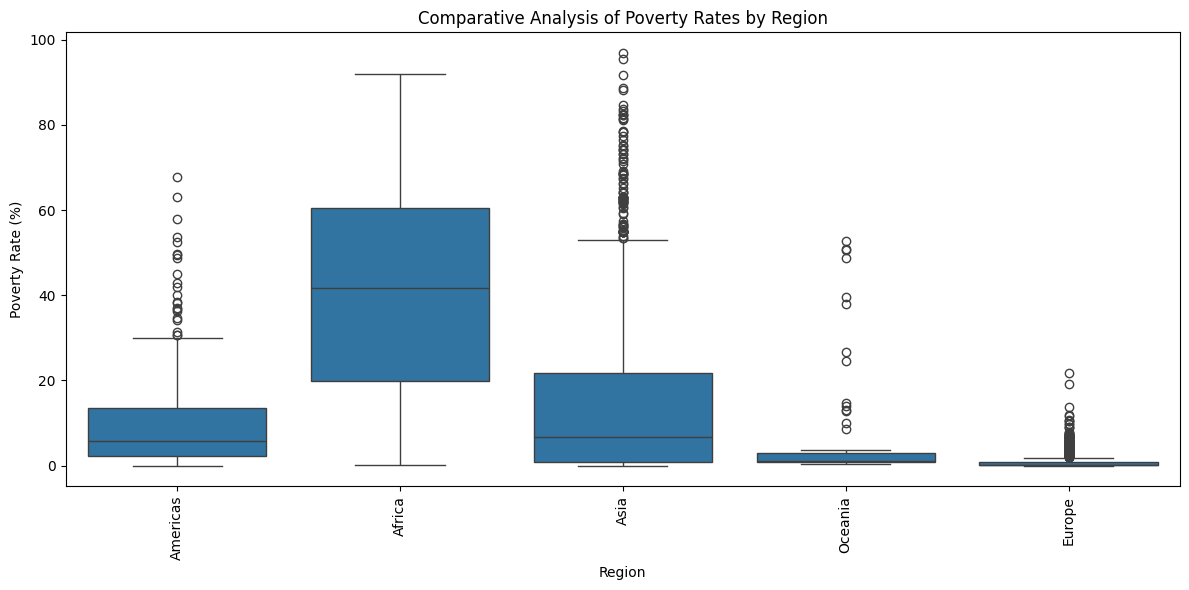 Comparative Analysis of Poverty Rates by Region
Poverty Rate (%)
100
80
60
40
20
0
Americas
Africa
Asia
Oceania
Europe
Region